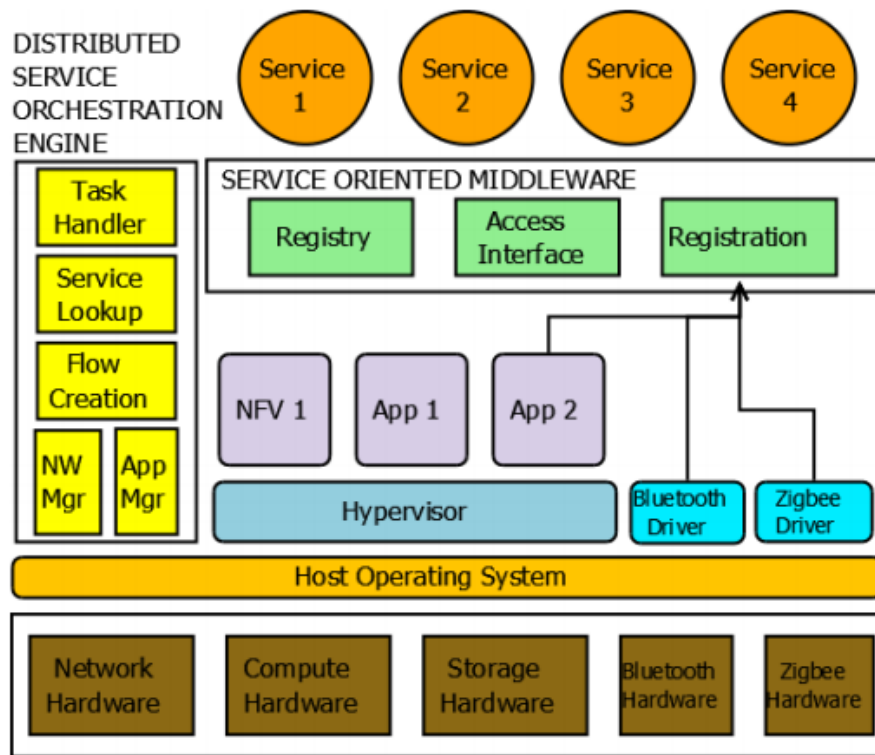 DISTRIBUTED
SERVICE
ORCHESTRATION
ENGINE
Service
1
Service
2
Service
3
Service
4
Task
Handler
Service
Lookup
Flow
Creation
NW
Mgr
App
Mgr
SERVICE ORIENTED MIDDLEWARE
Registry
Access
Interface
Registration
NFV 1
App 1
App 2
Hypervisor
Bluetooth
Driver
Zigbee
Driver
Host Operating System
Network
Hardware
Compute
Hardware
Storage
Hardware
Bluetooth
Hardware
Zigbee
Hardware